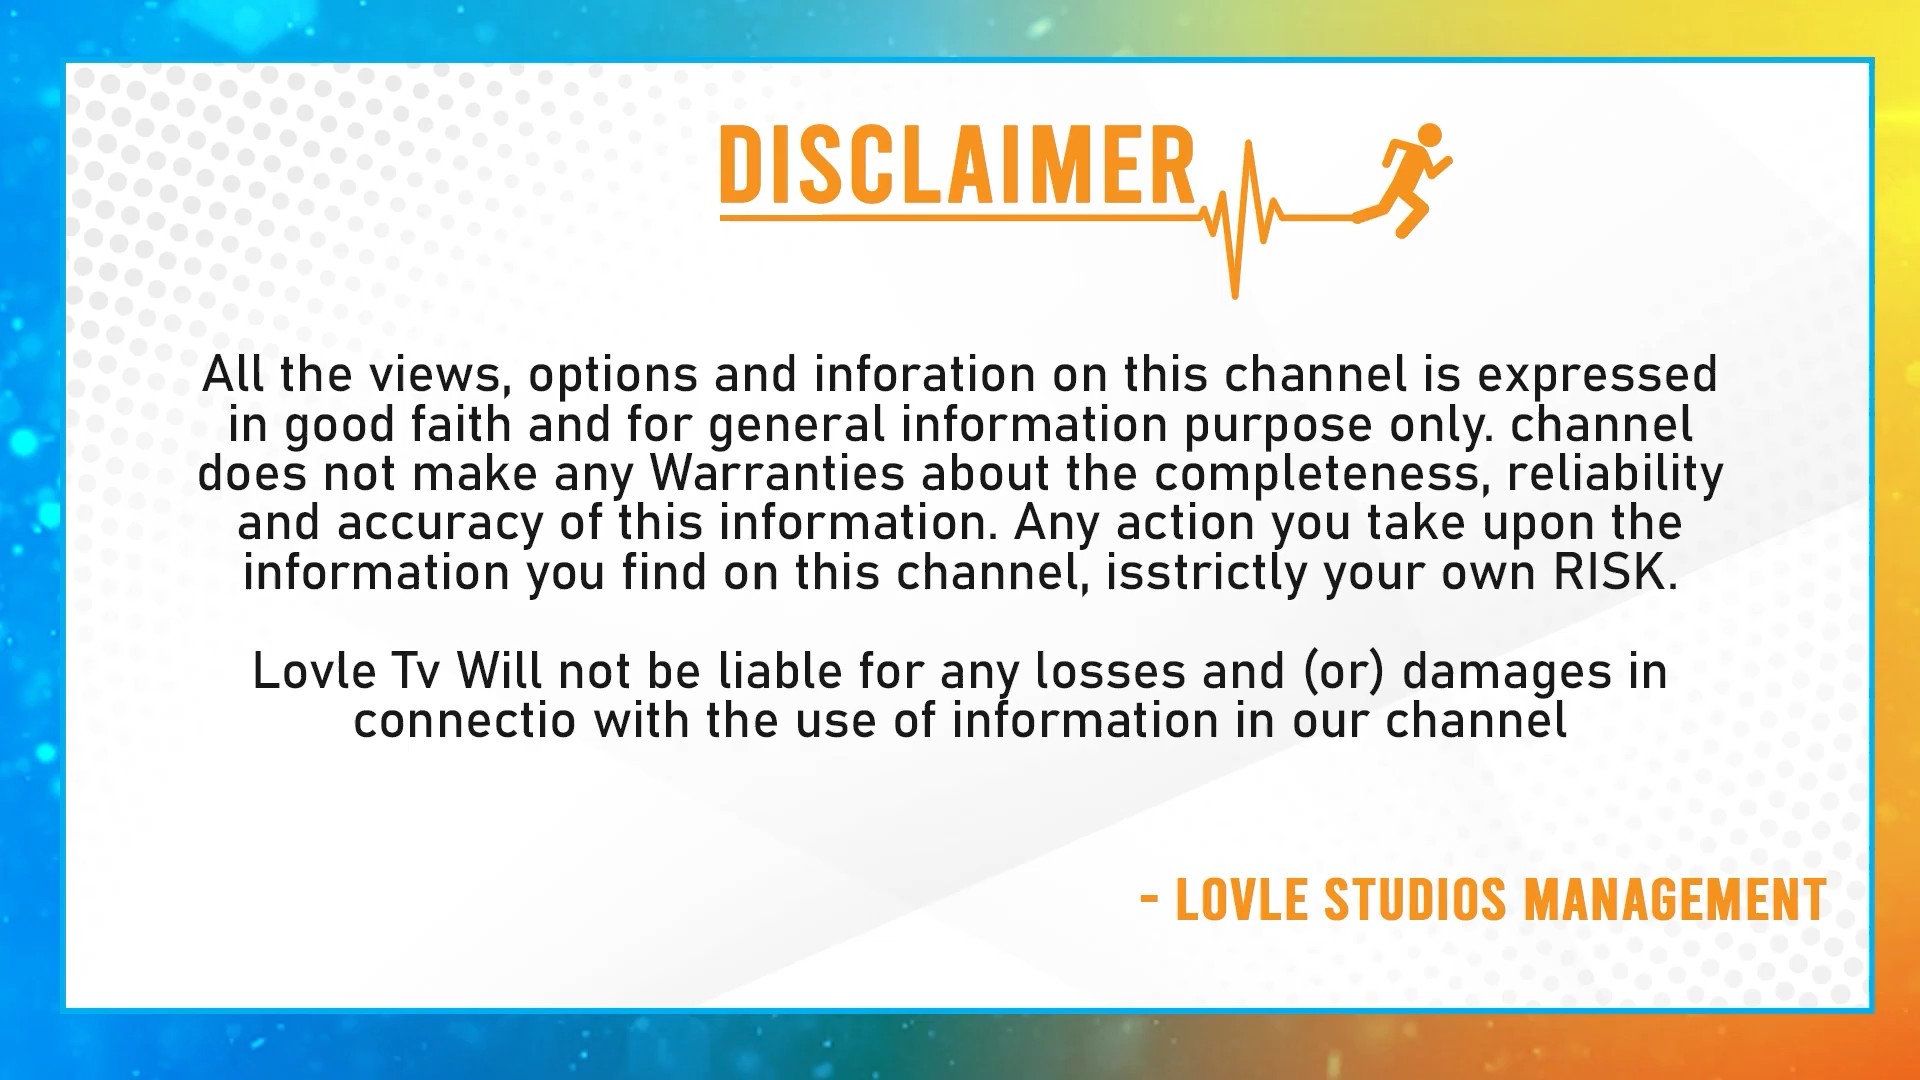 DISCLAIMER
All the views, options and inforation on this channel is expressed
in good faith and for general information purpose only. channel
does not make any Warranties about the completeness, reliability
and accuracy of this information. Any action you take upon the
information you find on this channel, isstrictly your own RISK.
Lovle Tv Will not be liable for any losses and (or) damages in
connectio with the use of information in our channel
- LOVLE STUDIOS MANAGEMENT